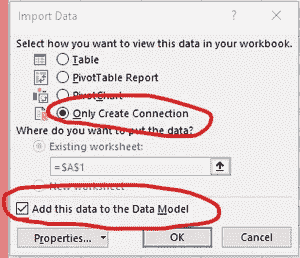 Import Data
?
×
Select how you want to view this data in your workbook.
Table
PivotTable Report
PivotChart
Only Create Connection
Where do you want to put the data?
Existing worksheet:
=$A$1
New worksheet
Add this data to the Data Model
Properties...
OK
Cancel